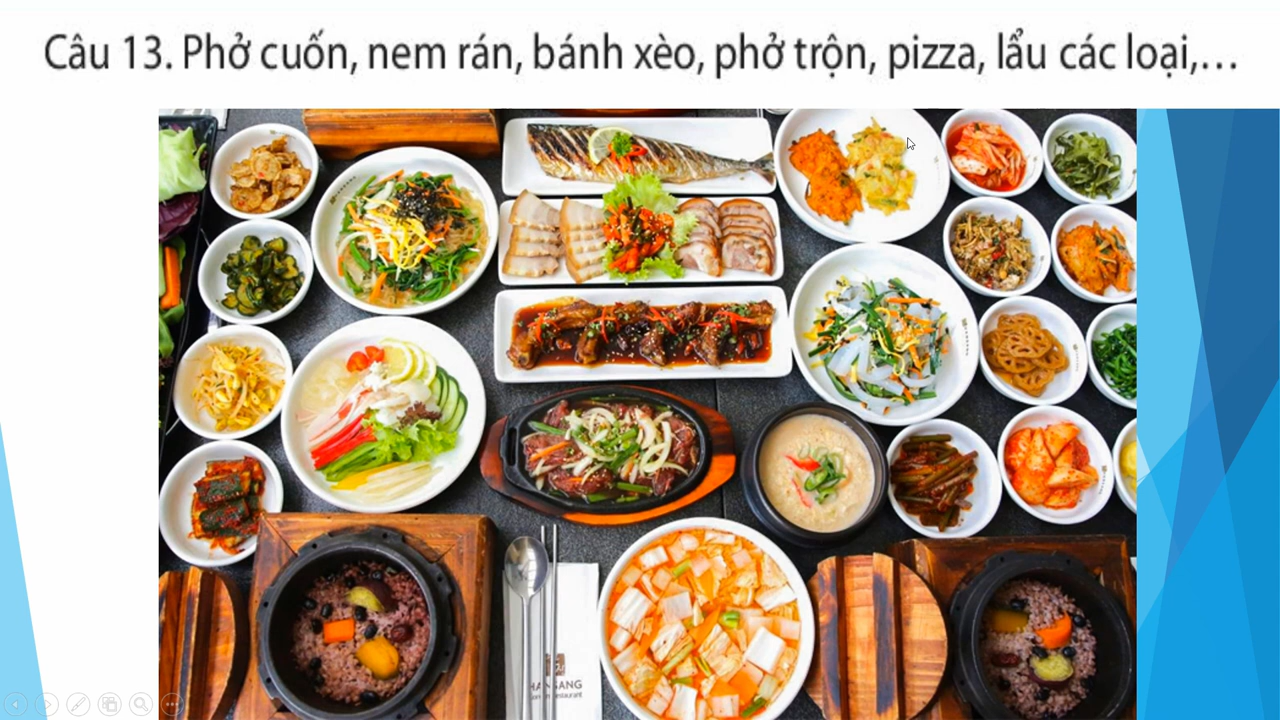 Câu 13. Phở cuốn, nem rán, bánh xèo, phở trộn, pizza, lẩu các loại,...